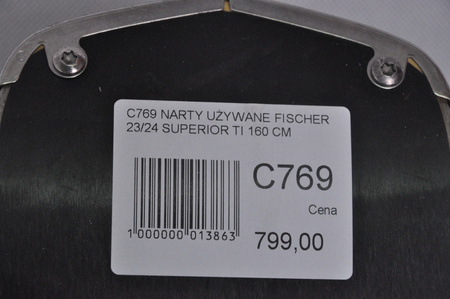 C769 NARTY UŻYWANE FISCHER
23/24 SUPERIOR TI 160 CM
C769
Cena
1 000000 013863
799,00